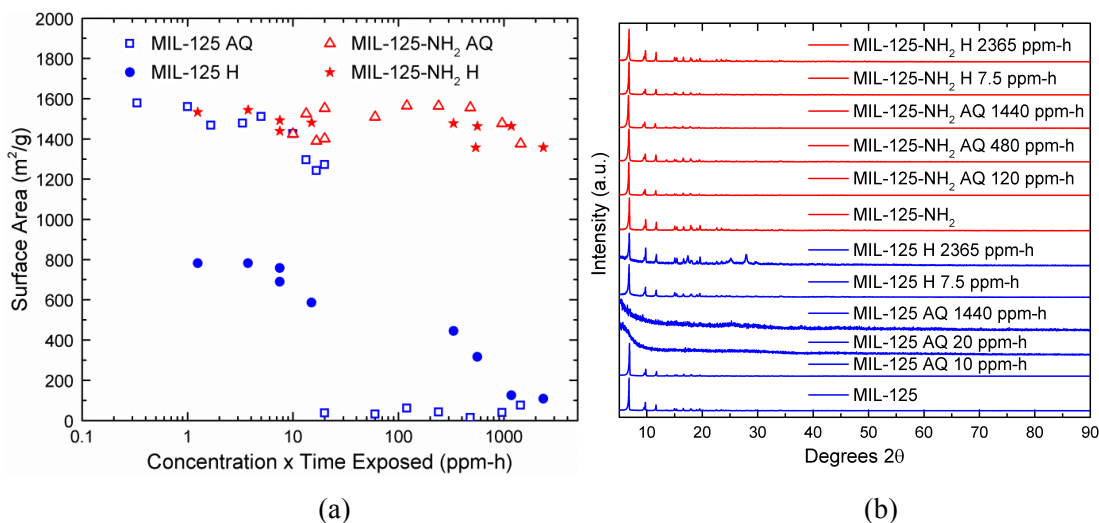 MIL-125 AQ
MIL-125-NH₂ AQ
MIL-125 H
MIL-125-NH₂ H
2000
1800
1600
1400
1200
1000
800
600
400
200
0
Surface Area (m²/g)
0.1
1
10
100
1000
Concentration x Time Exposed (ppm-h)
(a)
MIL-125-NH₂ H 2365 ppm-h
MIL-125-NH₂ H 7.5 ppm-h
MIL-125-NH₂ AQ 1440 ppm-h
MIL-125-NH₂ AQ 480 ppm-h
MIL-125-NH₂ AQ 120 ppm-h
MIL-125-NH₂
MIL-125 H 2365 ppm-h
MIL-125 H 7.5 ppm-h
MIL-125 AQ 1440 ppm-h
MIL-125 AQ 20 ppm-h
MIL-125 AQ 10 ppm-h
MIL-125
Intensity (a.u.)
10
20
30
40
50
60
70
80
90
Degrees 2θ
(b)